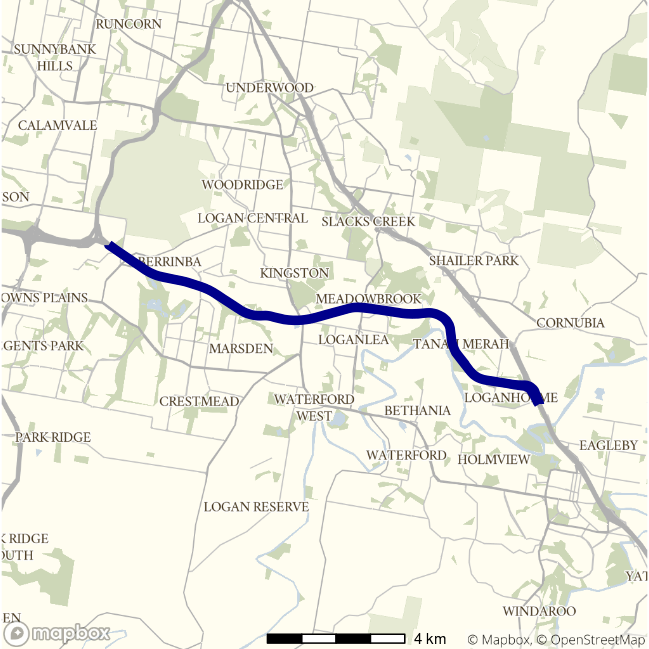 RUNCORN
SUNNYBANK
HILLS
UNDERWOOD
CALAMVALE
WOODRIDGE
SON
LOGAN CENTRAL
SLACKS CREEK
BERRINBA
KINGSTON
SHAILER PARK
OWNS PLAINS
MEADOWBROOK
CORNUBIA
GENTS PARK
MARSDEN
LOGANLEA
TANAH MERAH
CRESTMEAD
WATERFORD
WEST
LOGANHOLME
BETHANIA
PARK RIDGE
EAGLEBY
WATERFORD
HOLMVIEW
LOGAN RESERVE
K RIDGE
OUTH
YAT
EN
WINDAROO
mapbox
4 km
© Mapbox, © OpenStreetMap